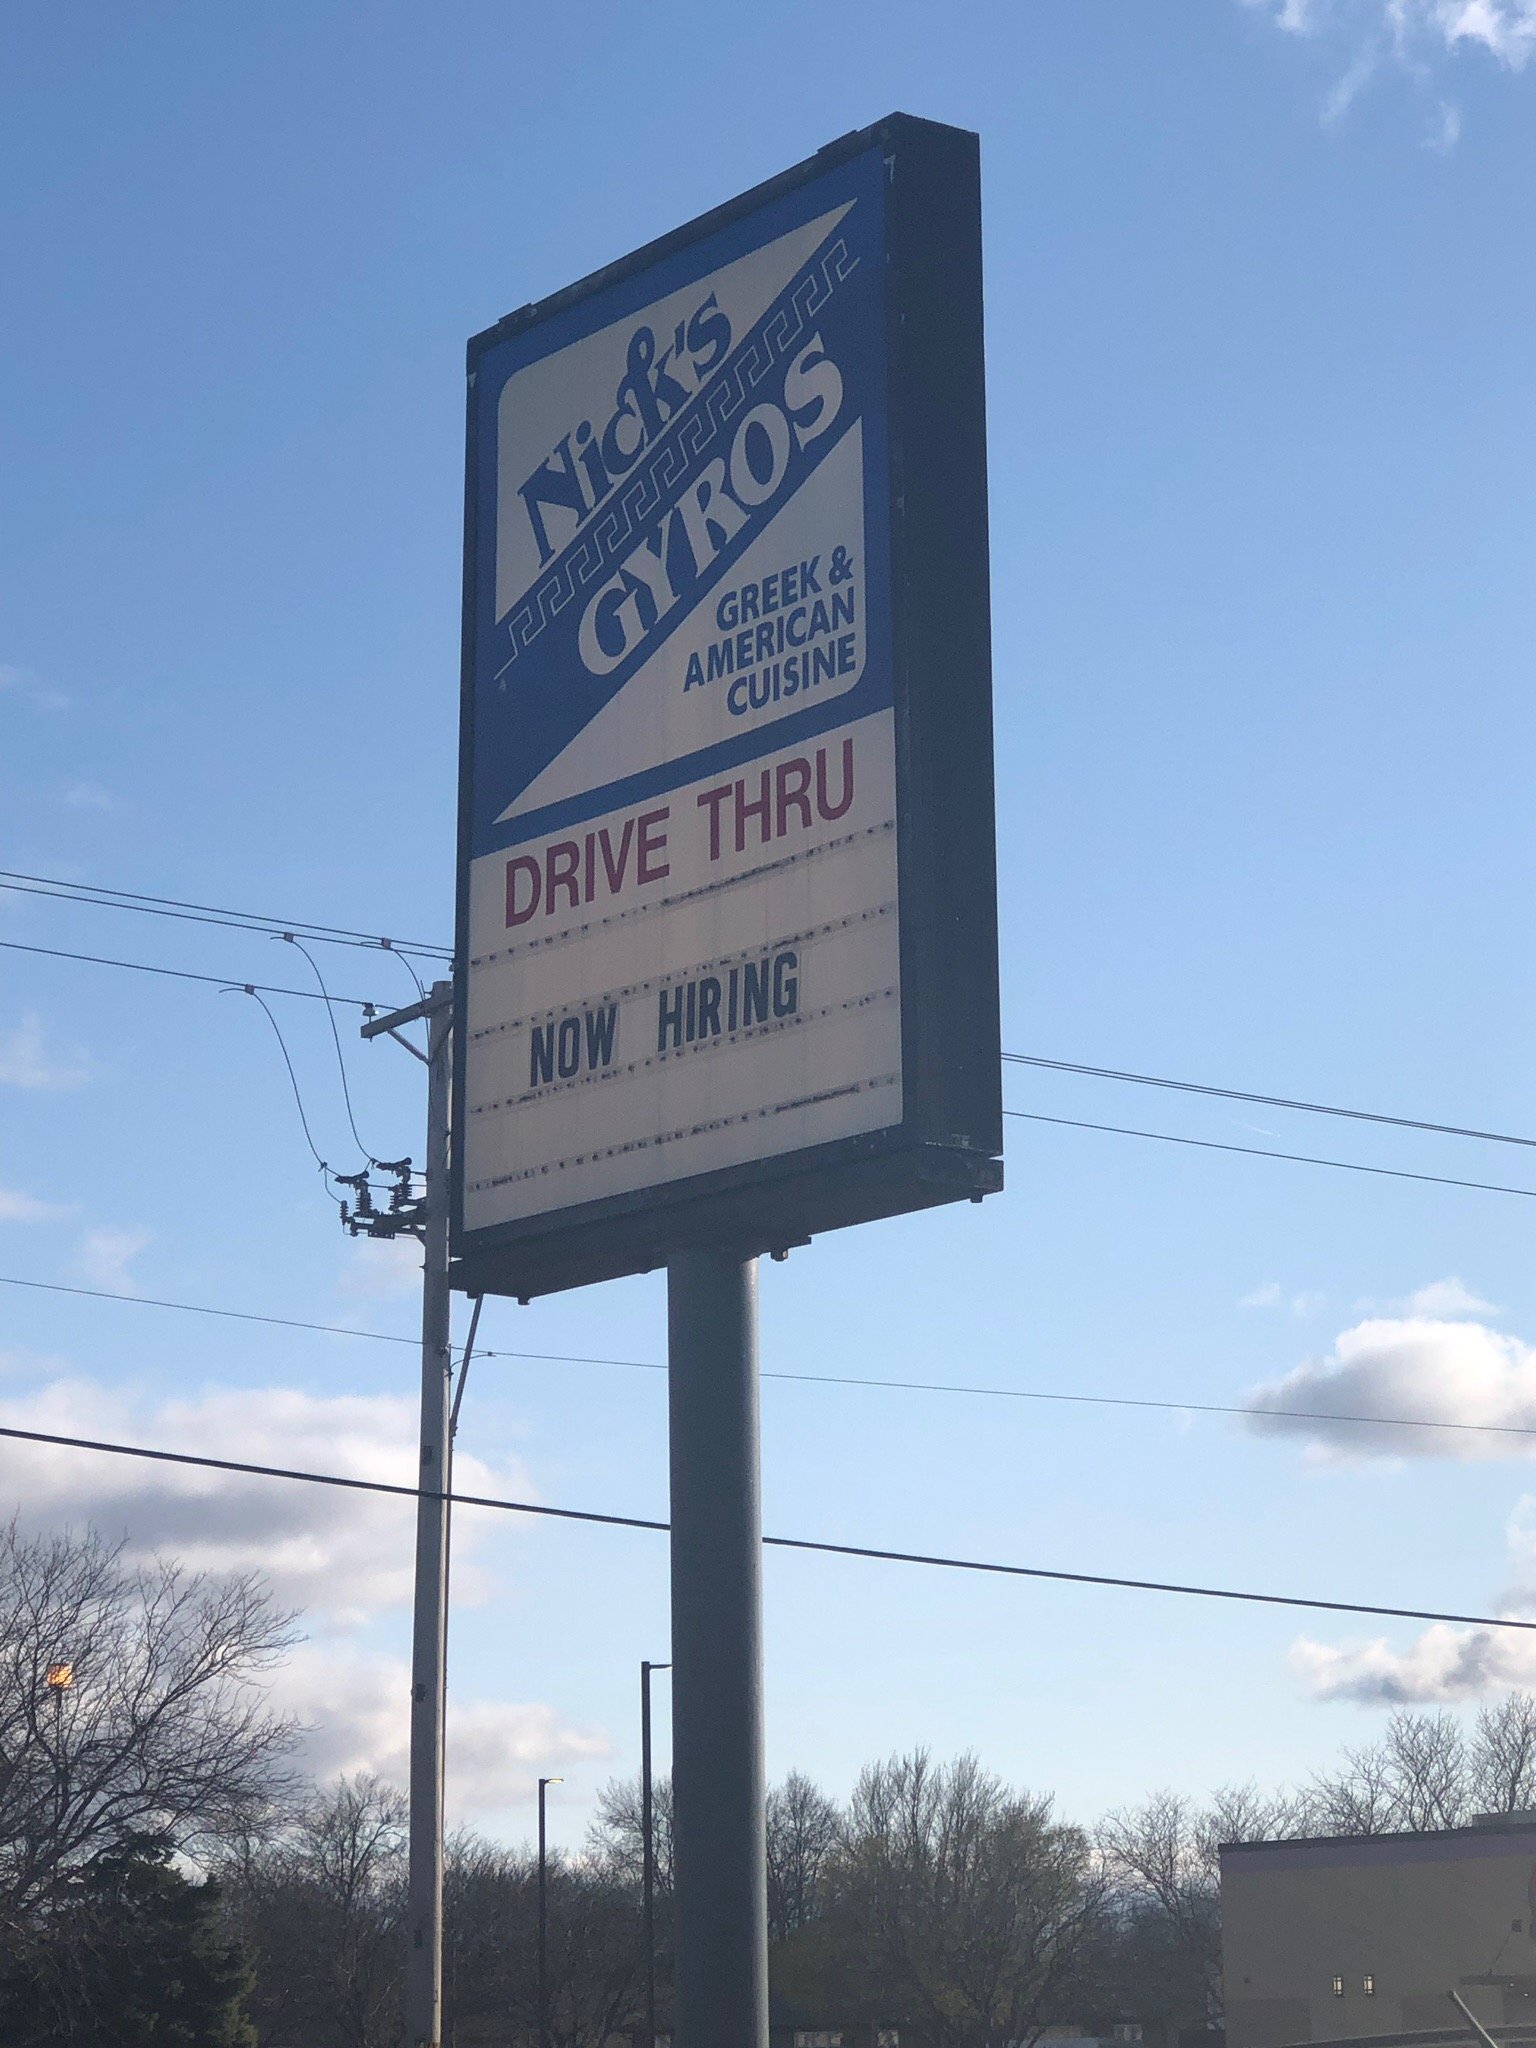 Nick's
GYROS
GREEK &
AMERICAN
CUISINE
DRIVE THRU
NOW HIRING